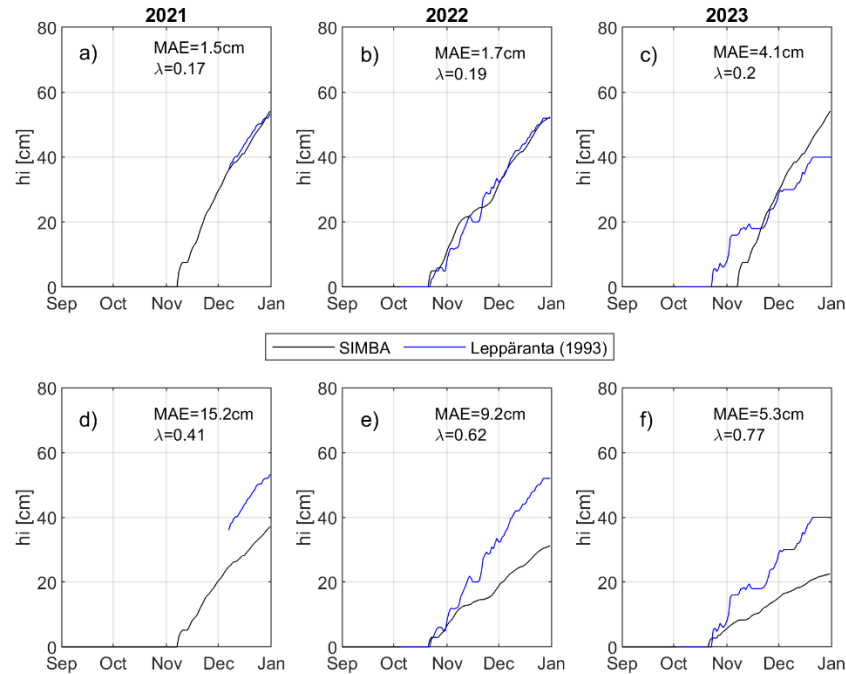 2021
2022
2023
a)
MAE=1.5cm
λ=0.17
b)
MAE=1.7cm
λ=0.19
c)
MAE=4.1cm
λ=0.2
hi [cm]
80
60
40
20
0
Sep Oct Nov Dec Jan
hi [cm]
80
60
40
20
0
Sep Oct Nov Dec Jan
hi [cm]
80
60
40
20
0
Sep Oct Nov Dec Jan
SIMBA Leppäranta (1993)
d)
MAE=15.2cm
λ=0.41
e)
MAE=9.2cm
λ=0.62
f)
MAE=5.3cm
λ=0.77
hi [cm]
80
60
40
20
0
Sep Oct Nov Dec Jan
hi [cm]
80
60
40
20
0
Sep Oct Nov Dec Jan
hi [cm]
80
60
40
20
0
Sep Oct Nov Dec Jan